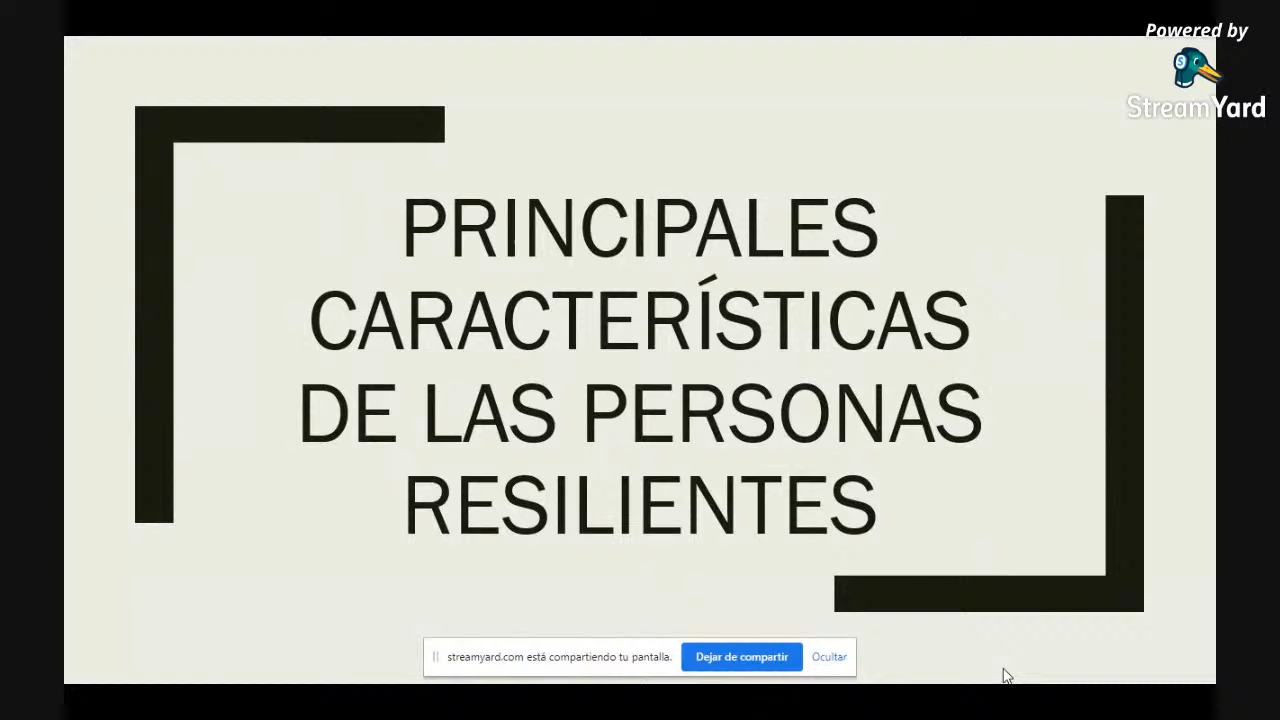 Powered by
StreamYard
PRINCIPALES
CARACTERÍSTICAS
DE LAS PERSONAS
RESILIENTES
streamyard.com está compartiendo tu pantalla. Dejar de compartir Ocultar